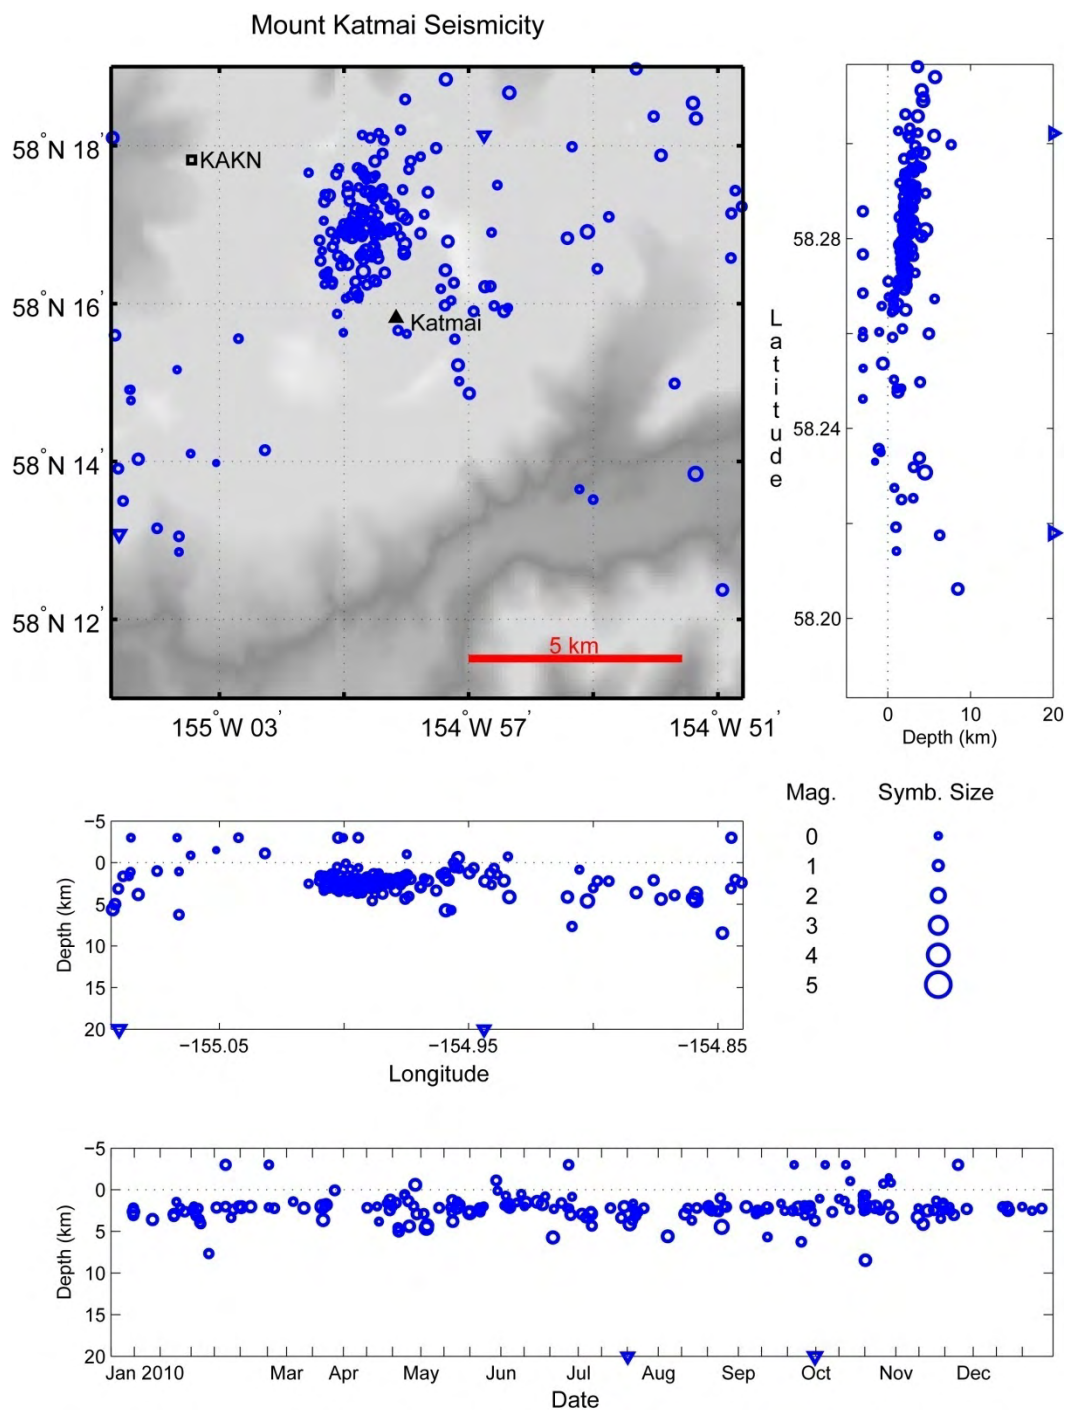 Mount Katmai Seismicity
58°N 18'
58°N 16'
58°N 14'
58°N 12'
KAKN
Katmai
5 km
155°W 03'
154°W 57'
154°W 51'
Latitude
58.28
58.24
58.20
0 10 20
Depth (km)
Mag. Symb. Size
0
1
2
3
4
5
−5
0
5
10
15
20
Depth (km)
−155.05 −154.95 −154.85
Longitude
−5
0
5
10
15
20
Depth (km)
Jan 2010 Mar Apr May Jun Jul Aug Sep Oct Nov Dec
Date